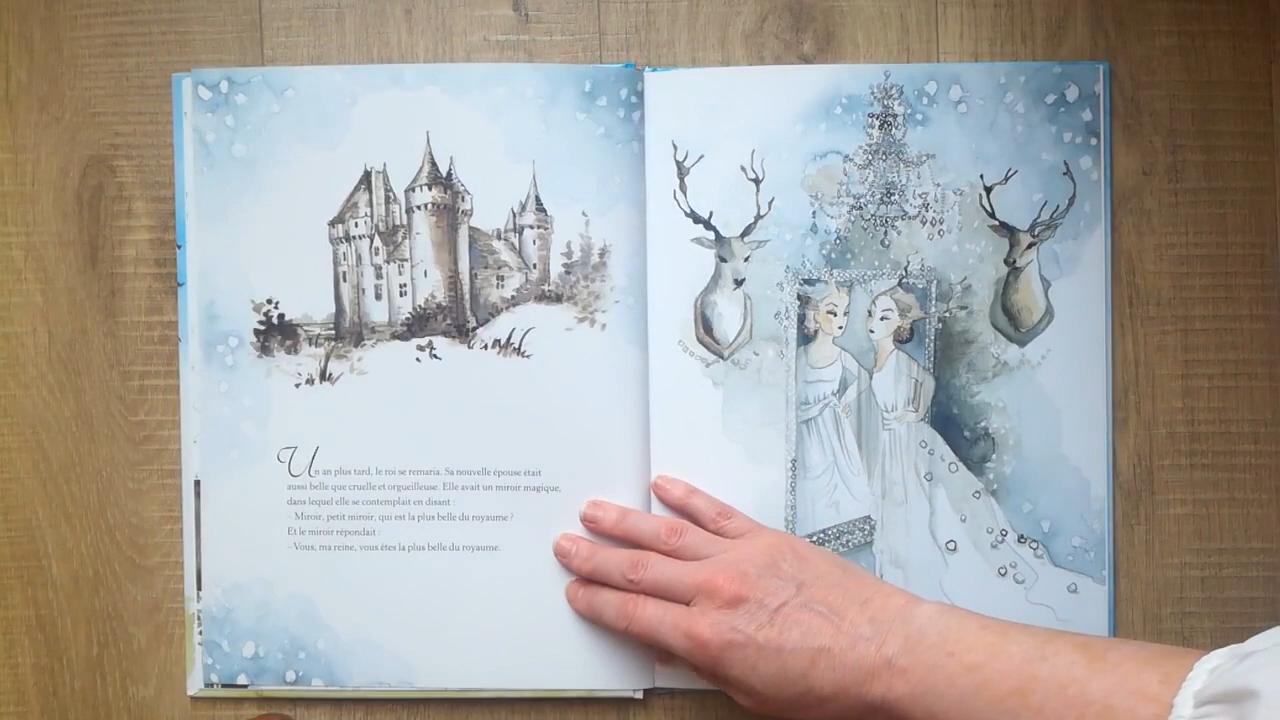 Un an plus tard, le roi se remaria. Sa nouvelle épouse était
aussi belle que cruelle et orgueilleuse. Elle avait un miroir magique,
dans lequel elle se contemplait en disant :
– Miroir, petit miroir, qui est la plus belle du royaume ?
Et le miroir répondait :
– Vous, ma reine, vous êtes la plus belle du royaume.